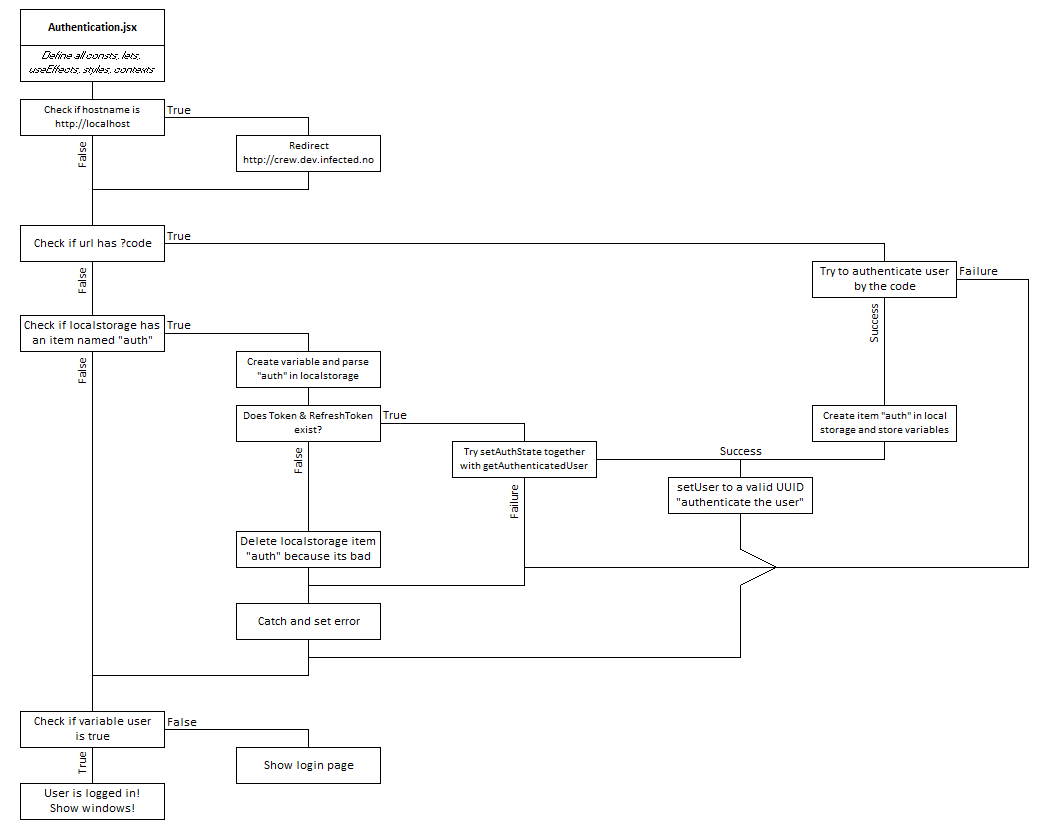 Authentication.jsx
Define all consts, lets,
useEffects, styles, contexts
Check if hostname is
http://localhost
True
False
Redirect
http://crew.dev.infected.no
Check if url has ?code
True
False
Try to authenticate user
by the code
Failure
Success
Check if localstorage has
an item named "auth"
True
False
Create variable and parse
"auth" in localstorage
Does Token & RefreshToken
exist?
True
False
Create item "auth" in local
storage and store variables
Try setAuthState together
with getAuthenticatedUser
Success
Failure
setUser to a valid UUID
"authenticate the user"
Delete localstorage item
"auth" because its bad
Catch and set error
Check if variable user
is true
False
True
Show login page
User is logged in!
Show windows!